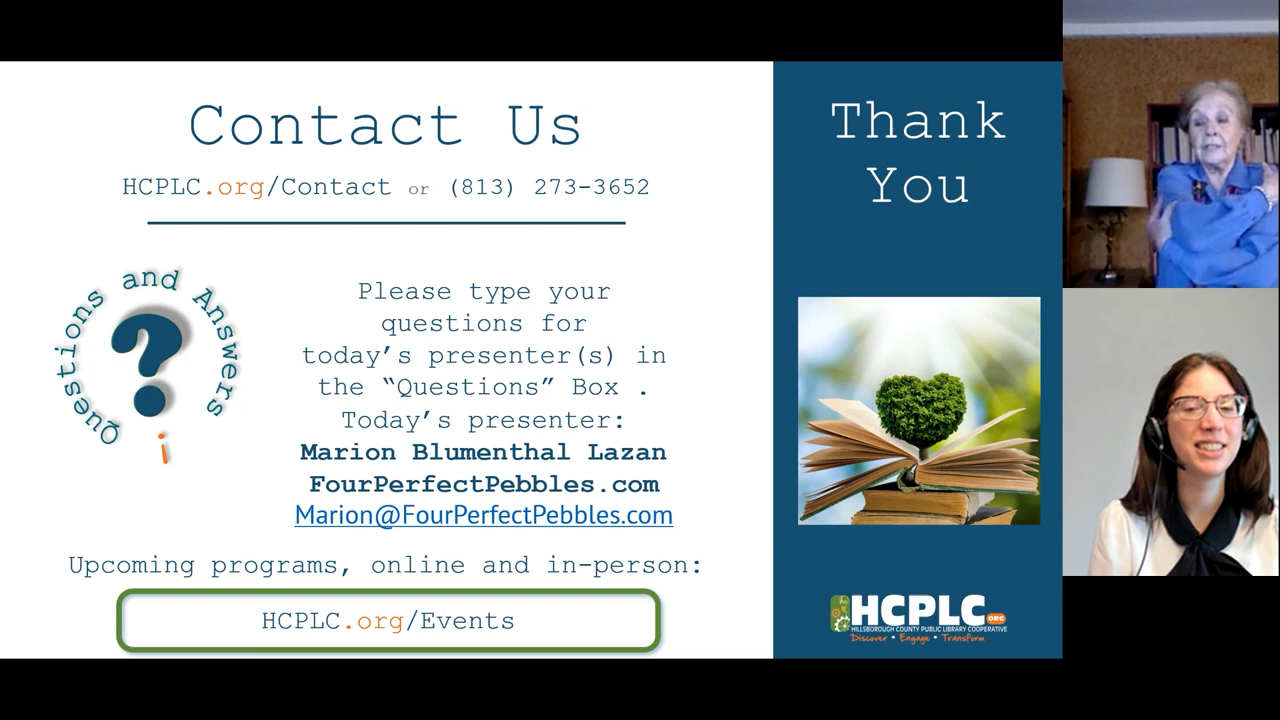 Contact Us
HCPLC.org/Contact or (813) 273-3652
Questions and Answers
?
i
Please type your
questions for
today’s presenter(s) in
the “Questions” Box .
Today’s presenter:
Marion Blumenthal Lazan
FourPerfectPebbles.com
Marion@FourPerfectPebbles.com
Upcoming programs, online and in-person:
HCPLC.org/Events
Thank
You
HCPLC.ORG
HILLSBOROUGH COUNTY PUBLIC LIBRARY COOPERATIVE
Discover • Engage • Transform